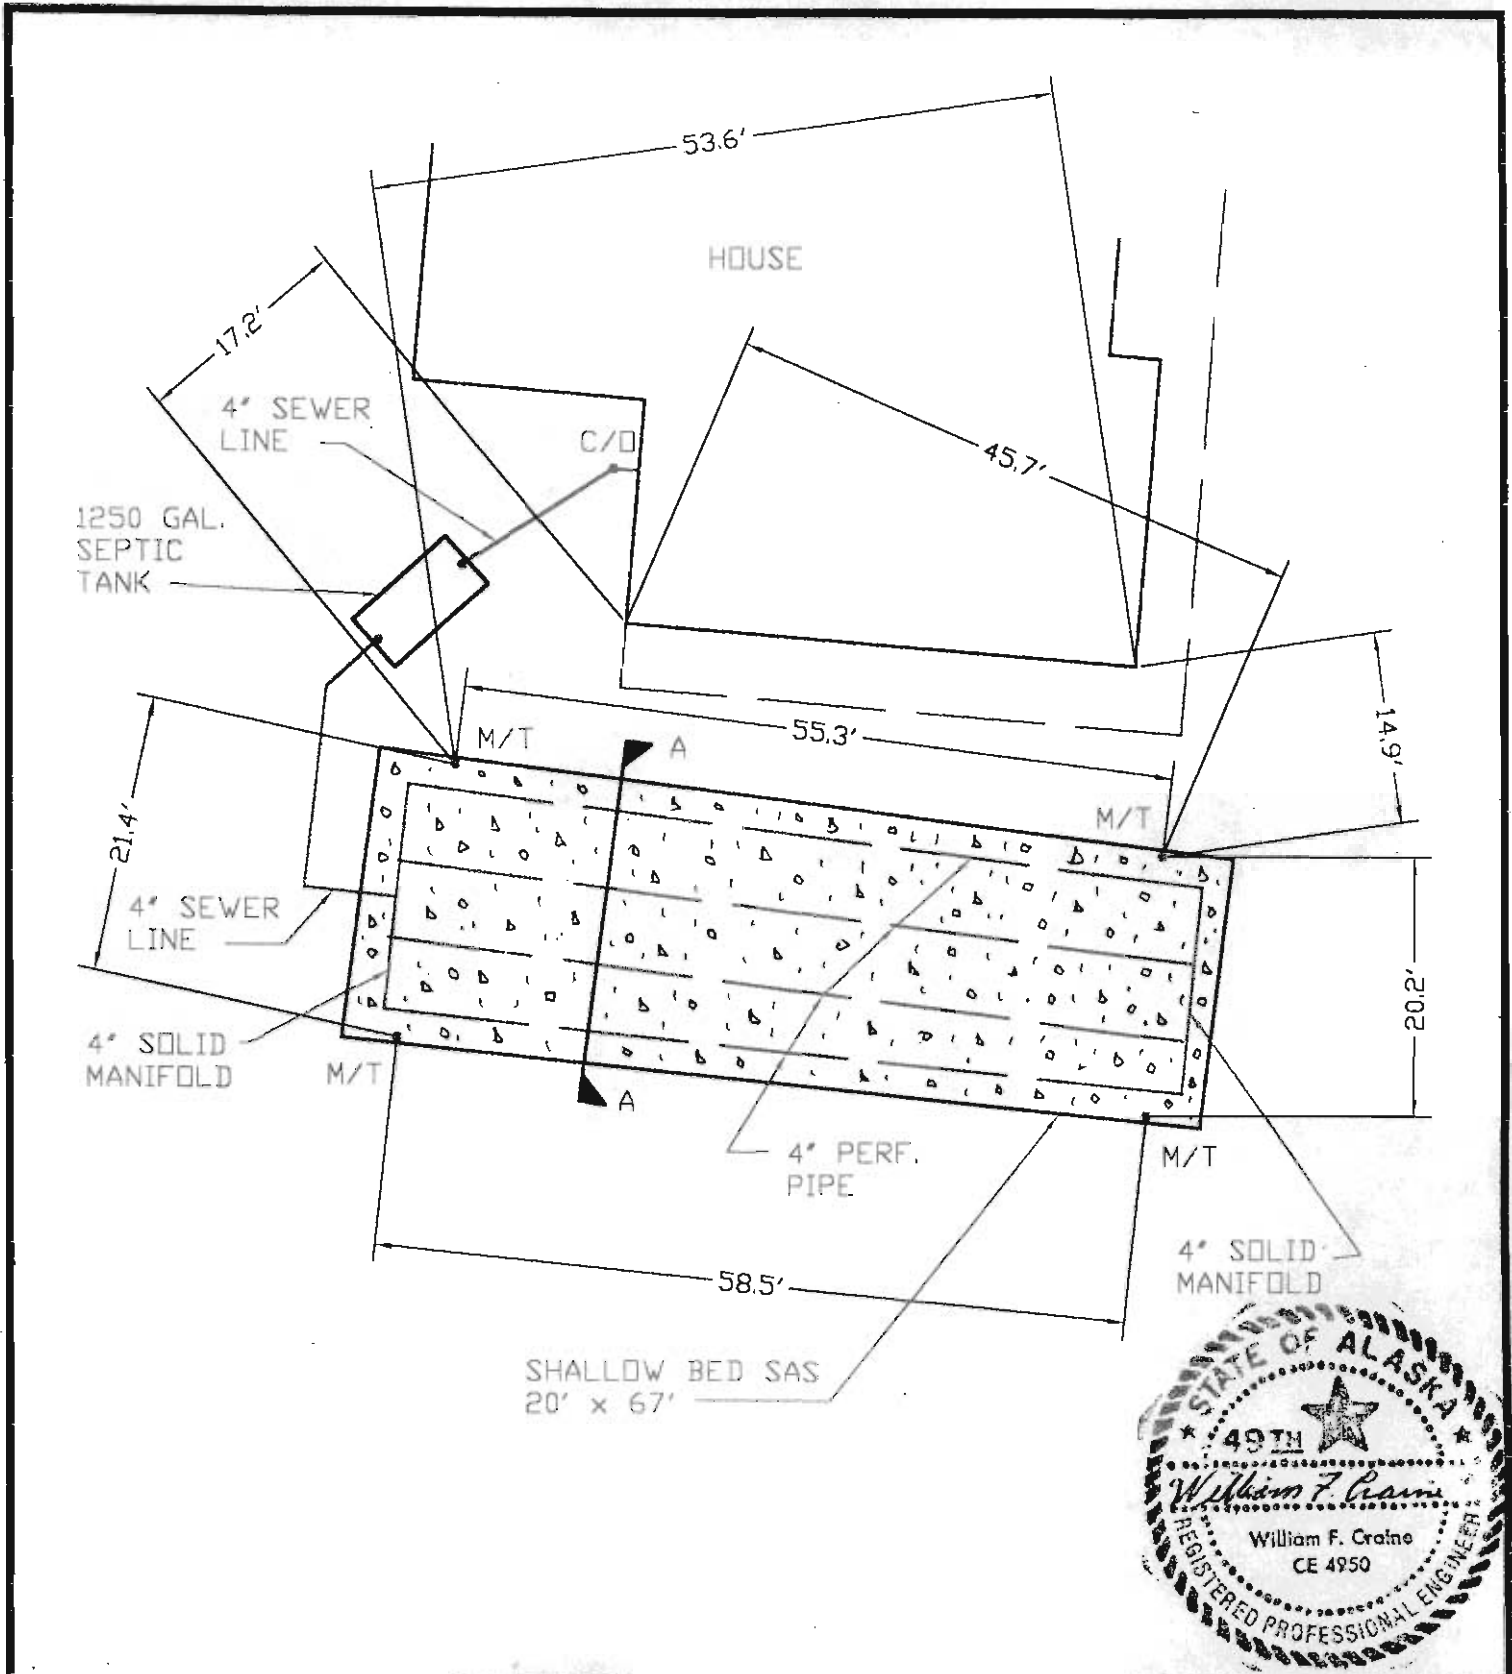 53.6'
HOUSE
17.2'
4" SEWER
LINE
C/O
45.7'
1250 GAL.
SEPTIC
TANK
14.9'
M/T
A
55.3'
M/T
21.4'
4" SEWER
LINE
20.2'
4" SOLID
MANIFOLD
M/T
A
4" PERF.
PIPE
M/T
58.5'
4" SOLID
MANIFOLD
SHALLOW BED SAS
20' x 67'
STATE OF ALASKA
49TH
William F. Craine
William F. Craine
CE 4950
REGISTERED PROFESSIONAL ENGINEER